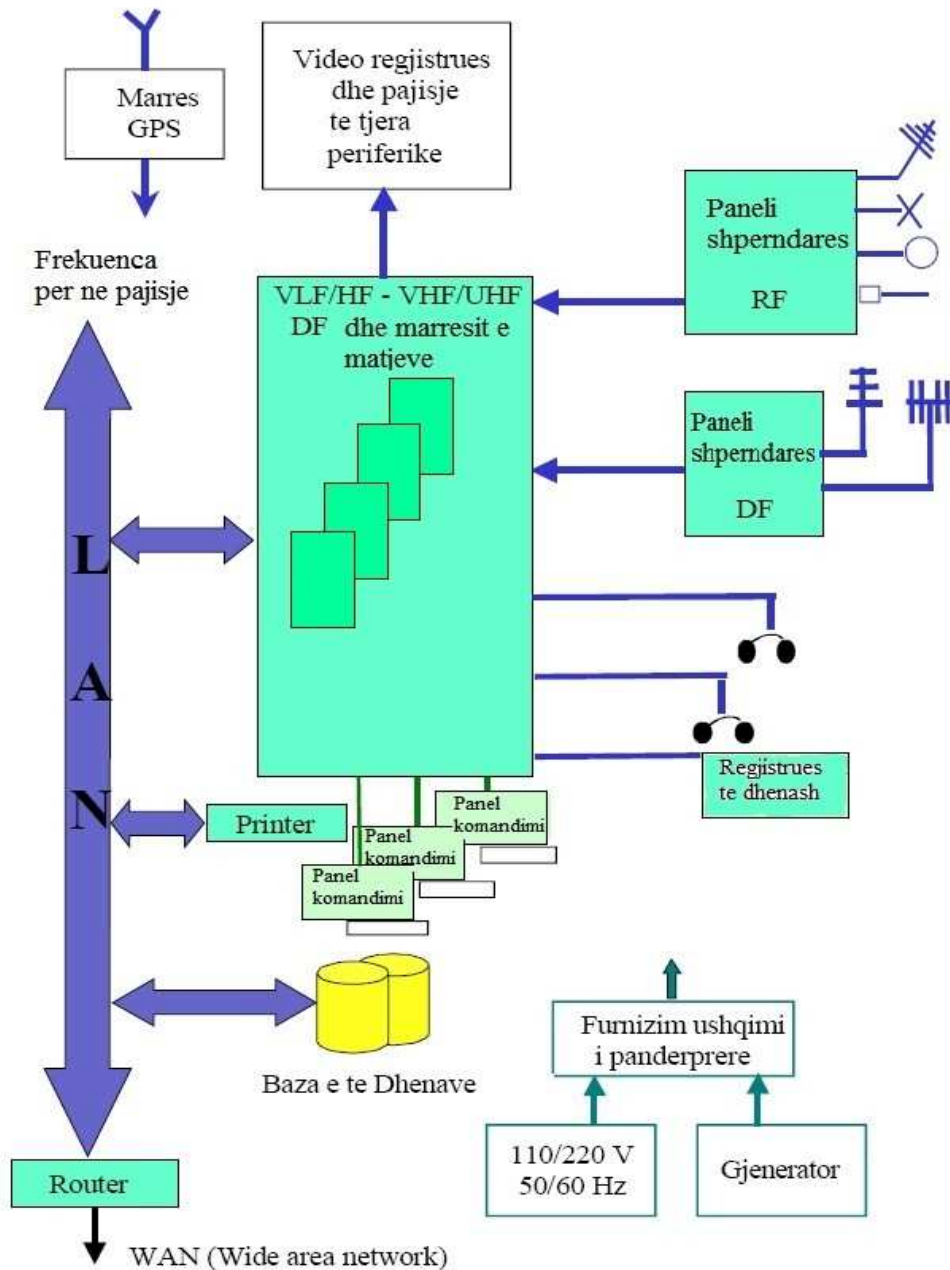 Marres
GPS
Frekuenca
per ne pajisje
Video regjistrues
dhe pajisje
te tjera
periferike
VLF/HF - VHF/UHF
DF dhe marresit e
matjeve
Paneli
shperndares
RF
Paneli
shperndares
DF
L
A
N
Regjistrues
te dhenash
Printer
Panel
komandimi
Panel
komandimi
Panel
komandimi
Baza e te Dhenave
Furnizim ushqimi
i panderprere
110/220 V
50/60 Hz
Gjenerator
Router
WAN (Wide area network)